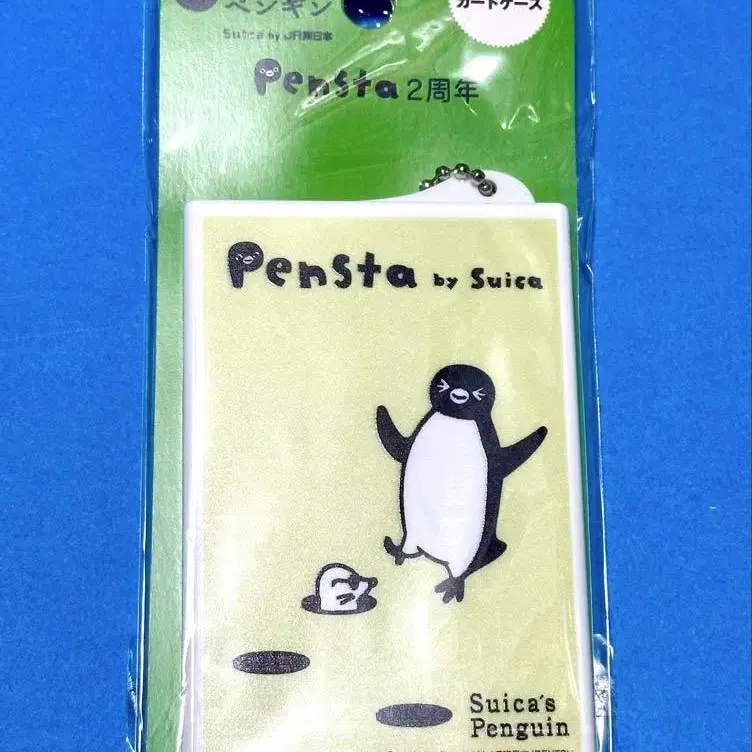 ペンギン
Suica by JR東日本
カードケース
Pensta 2周年
Pensta by Suica
Suica's
Penguin